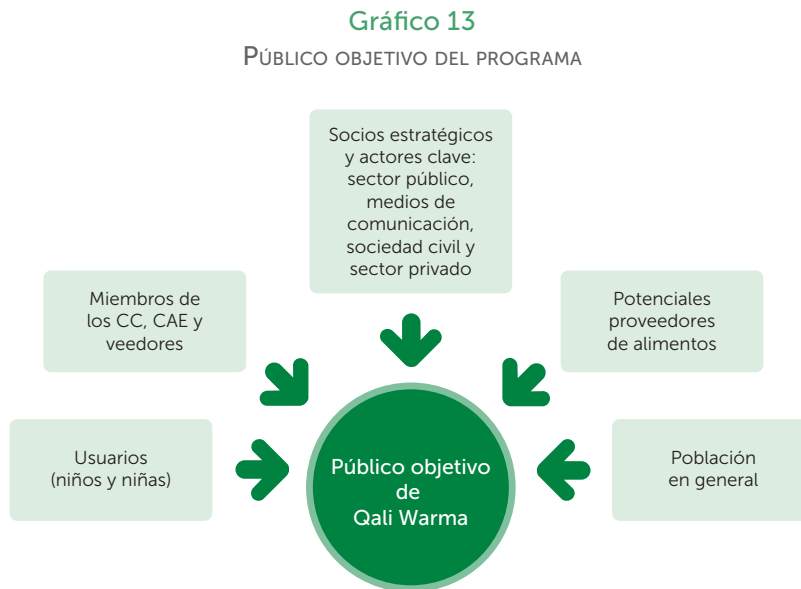 Gráfico 13
Público objetivo del programa
Socios estratégicos
y actores clave:
sector público,
medios de
comunicación,
sociedad civil y
sector privado
Miembros de
los CC, CAE y
veedores
Potenciales
proveedores
de alimentos
Usuarios
(niños y niñas)
Público objetivo
de
Qali Warma
Población
en general